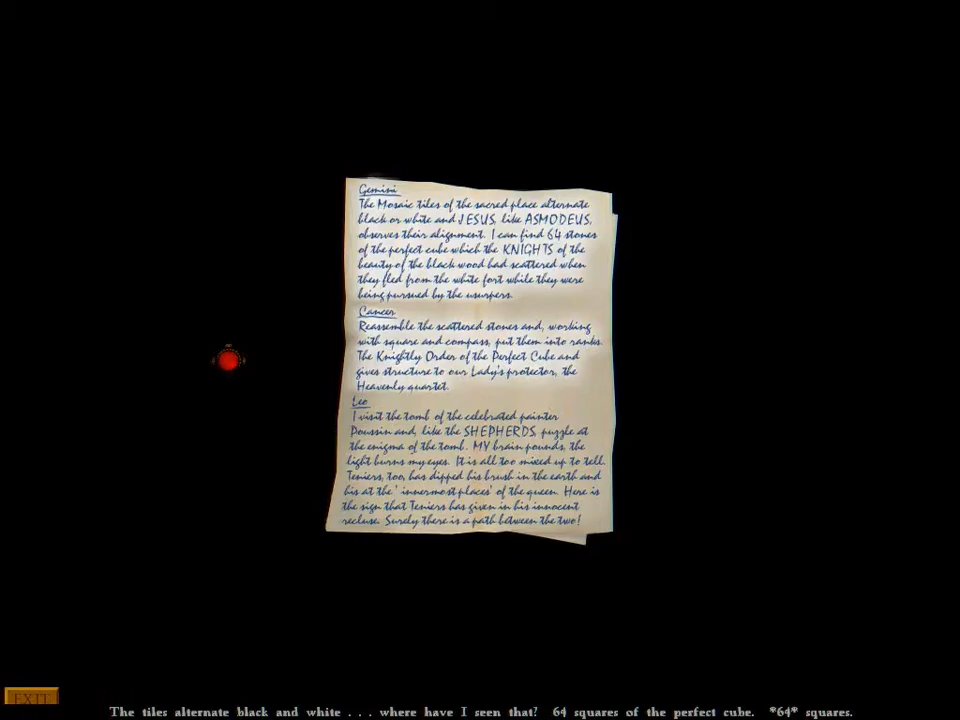 Gemini
The Mosaic tiles of the sacred place alternate
black or white and JESUS, like ASMODEUS,
observes their alignment. I can find 64 stones
of the perfect cube which the KNIGHTS of the
beauty of the black wood had scattered when
they fled from the white fort while they were
being pursued by the usurpers.
Cancer
Reassemble the scattered stones and, working
with square and compass, put them into ranks.
The Knightly Order of the Perfect Cube and
gives structure to our Lady's protector, the
Heavenly quartet.
Leo
I visit the tomb of the celebrated painter
Poussin and, like the SHEPHERDS, puzzle at
the enigma of the tomb. MY brain pounds, the
light burns my eyes. It is all too mixed up to tell.
Teniers, too, has dipped his brush in the earth and
his at the ' innermost places' of the queen. Here is
the sign that Teniers has given in his innocent
recluse. Surely there is a path between the two!
EXIT
The tiles alternate black and white . . . where have I seen that? 64 squares of the perfect cube. *64* squares.